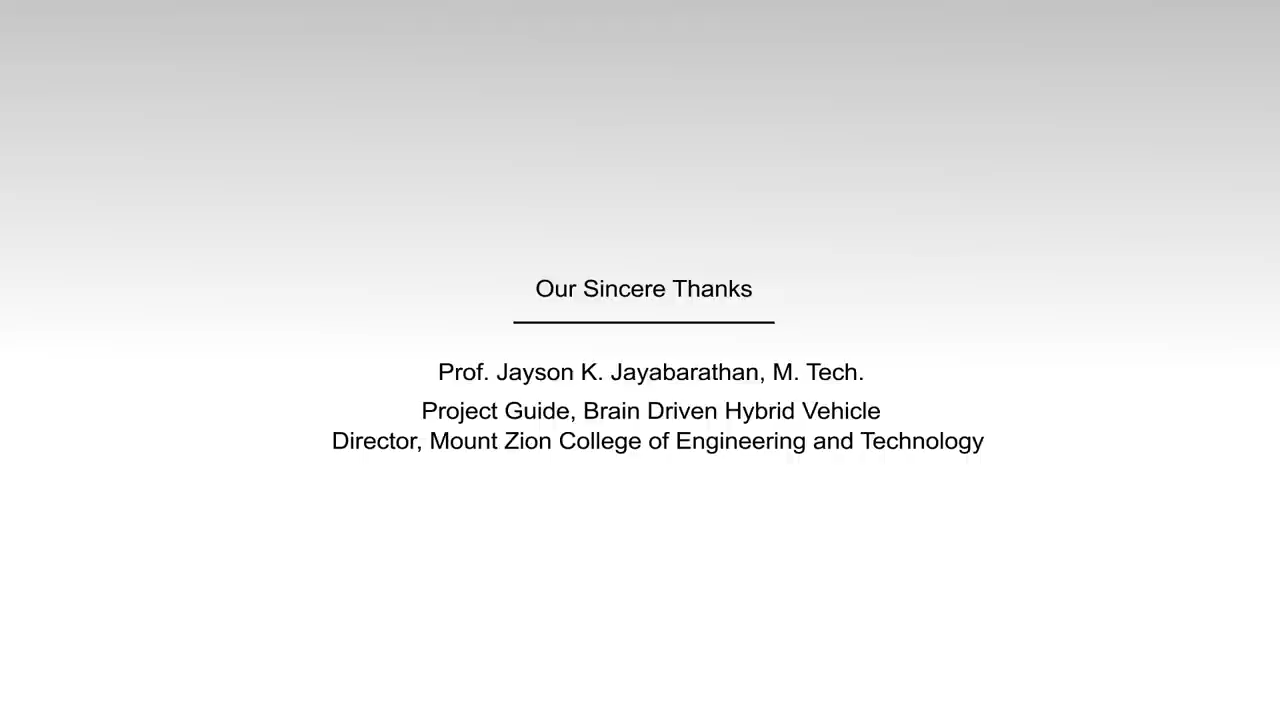 Our Sincere Thanks
Prof. Jayson K. Jayabarathan, M. Tech.
Project Guide, Brain Driven Hybrid Vehicle
Director, Mount Zion College of Engineering and Technology